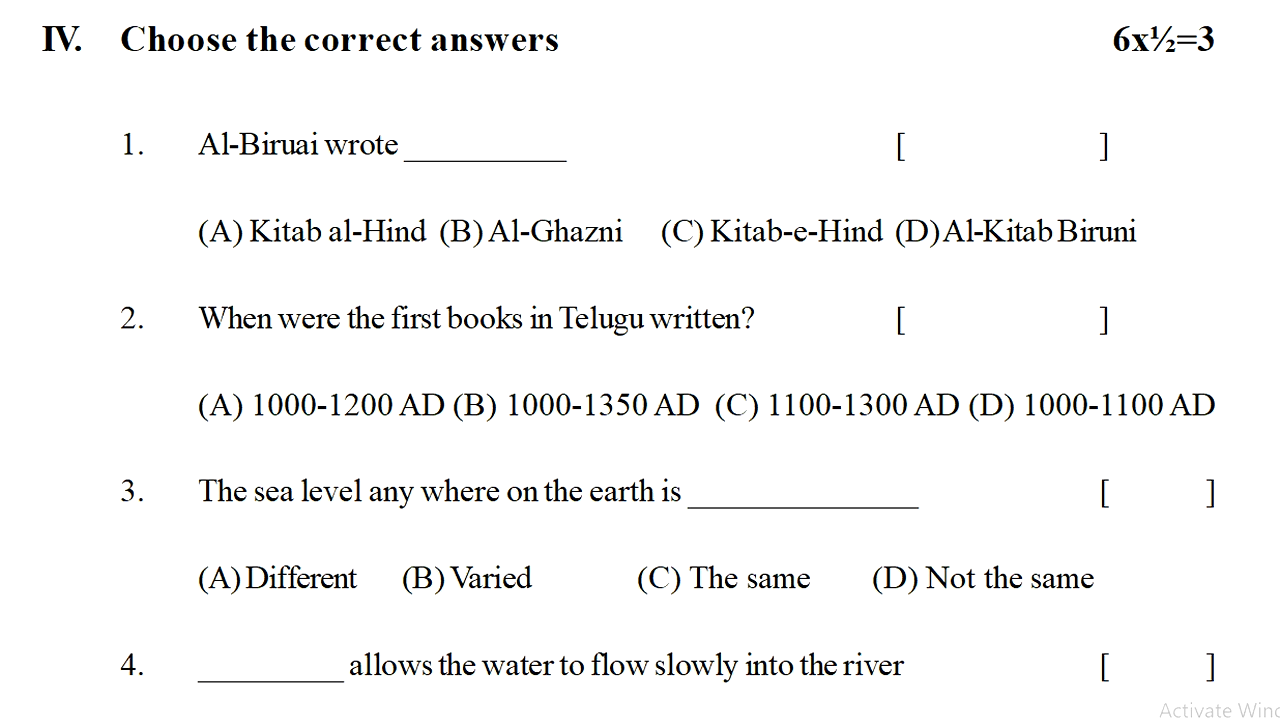 IV. Choose the correct answers 6x½=3
1. Al-Biruai wrote __________ [ ]
(A) Kitab al-Hind (B) Al-Ghazni (C) Kitab-e-Hind (D) Al-Kitab Biruni
2. When were the first books in Telugu written? [ ]
(A) 1000-1200 AD (B) 1000-1350 AD (C) 1100-1300 AD (D) 1000-1100 AD
3. The sea level any where on the earth is ______________ [ ]
(A) Different (B) Varied (C) The same (D) Not the same
4. _________ allows the water to flow slowly into the river [ ]
Activate Winc